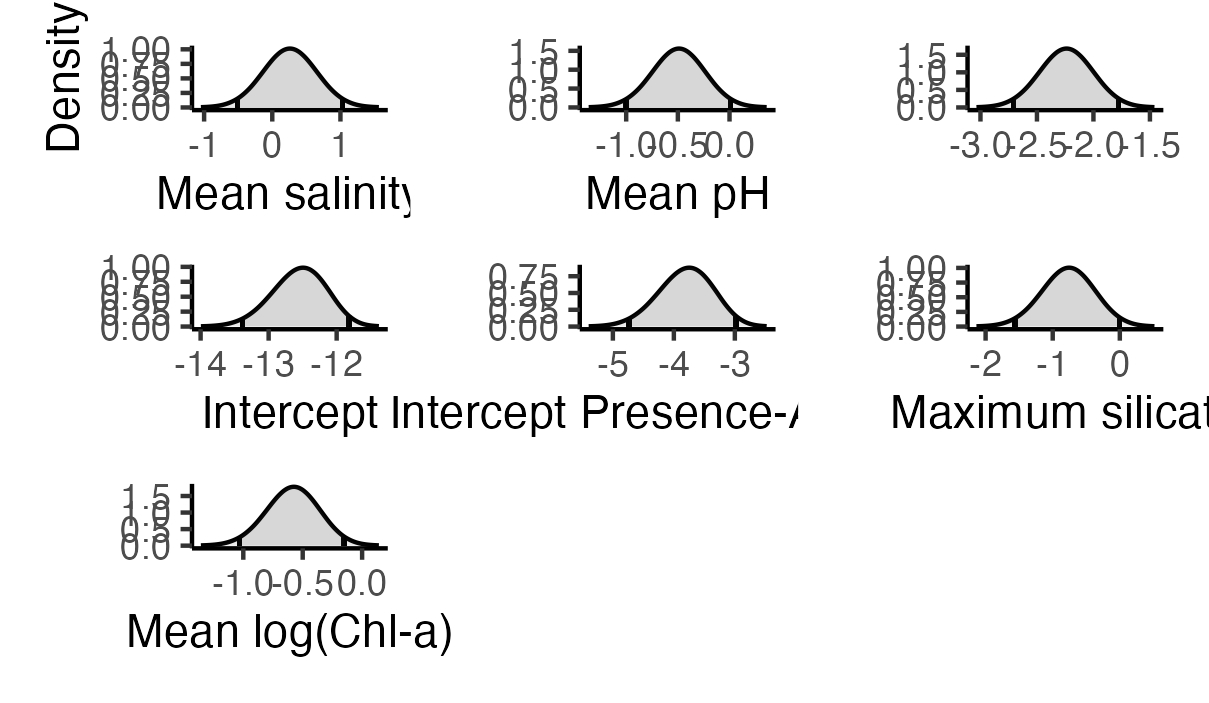 Density
1.00
0.75
0.50
0.25
0.00
-1 0 1
Mean salinity
1.5
1.0
0.5
0.0
-1.0 -0.5 0.0
Mean pH
1.5
1.0
0.5
0.0
-3.0 -2.5 -2.0 -1.5
1.00
0.75
0.50
0.25
0.00
-14 -13 -12
Intercept
0.75
0.50
0.25
0.00
-5 -4 -3
Intercept Presence-A
1.00
0.75
0.50
0.25
0.00
-2 -1 0
Maximum silicat
1.5
1.0
0.5
0.0
-1.0 -0.5 0.0
Mean log(Chl-a)